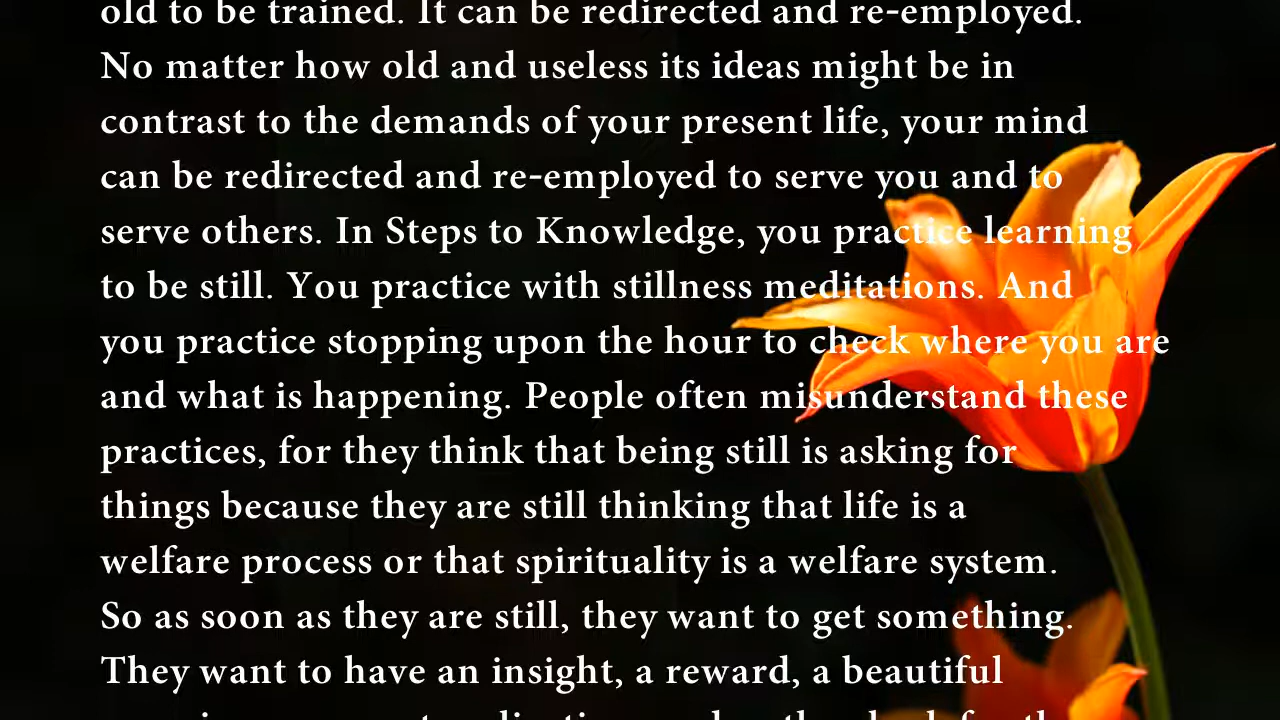 old to be trained. It can be redirected and re-employed.
No matter how old and useless its ideas might be in
contrast to the demands of your present life, your mind
can be redirected and re-employed to serve you and to
serve others. In Steps to Knowledge, you practice learning
to be still. You practice with stillness meditations. And
you practice stopping upon the hour to check where you are
and what is happening. People often misunderstand these
practices, for they think that being still is asking for
things because they are still thinking that life is a
welfare process or that spirituality is a welfare system.
So as soon as they are still, they want to get something.
They want to have an insight, a reward, a beautiful